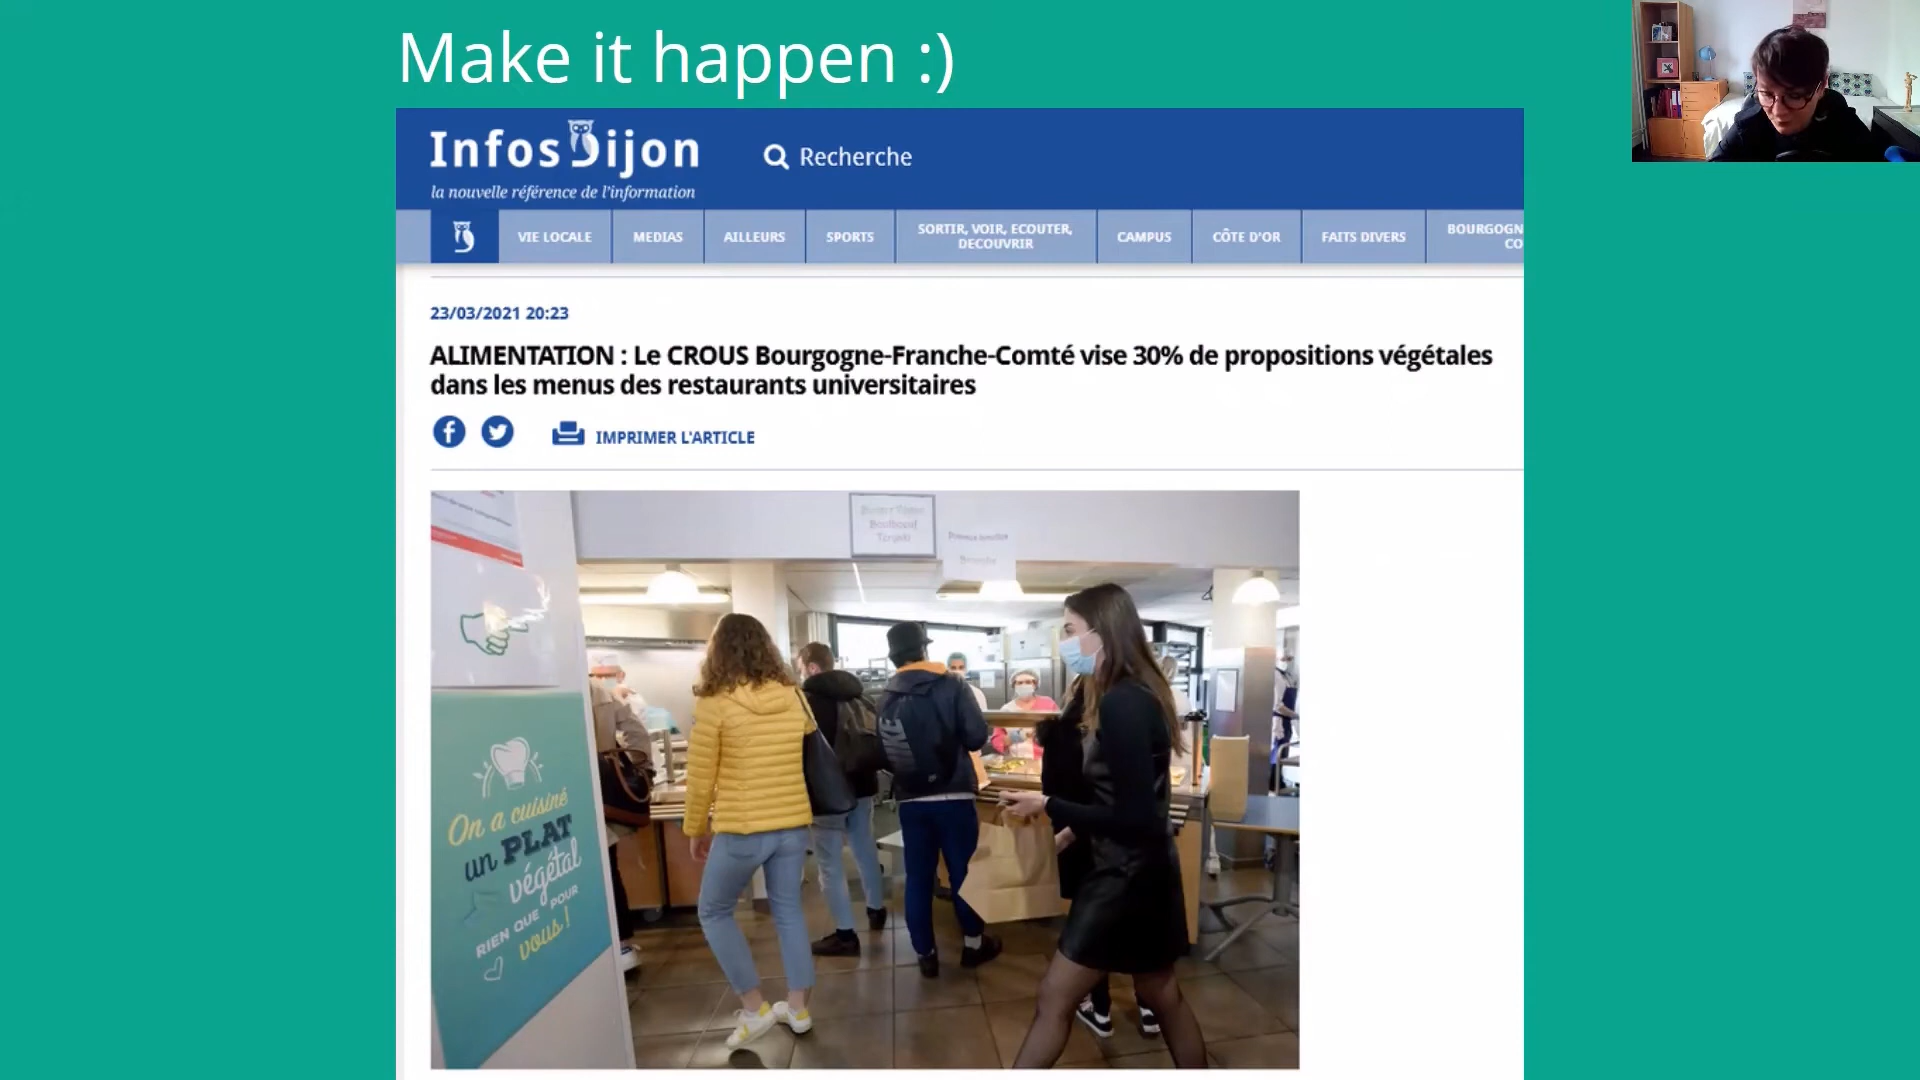 Make it happen :)
InfosDijon
la nouvelle référence de l'information
Recherche
VIE LOCALE
MEDIAS
AILLEURS
SPORTS
SORTIR, VOIR, ECOUTER,
DECOUVRIR
CAMPUS
CÔTE D'OR
FAITS DIVERS
BOURGOGN
CO
23/03/2021 20:23
ALIMENTATION : Le CROUS Bourgogne-Franche-Comté vise 30% de propositions végétales
dans les menus des restaurants universitaires
IMPRIMER L'ARTICLE
On a cuisiné
un PLAT
végétal
RIEN QUE POUR
vous !